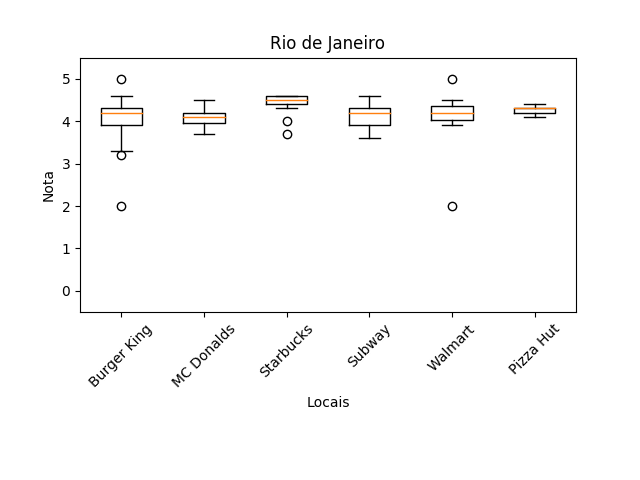 Rio de Janeiro
5
4
3
2
1
0
Nota
Burger King
MC Donalds
Starbucks
Subway
Walmart
Pizza Hut
Locais